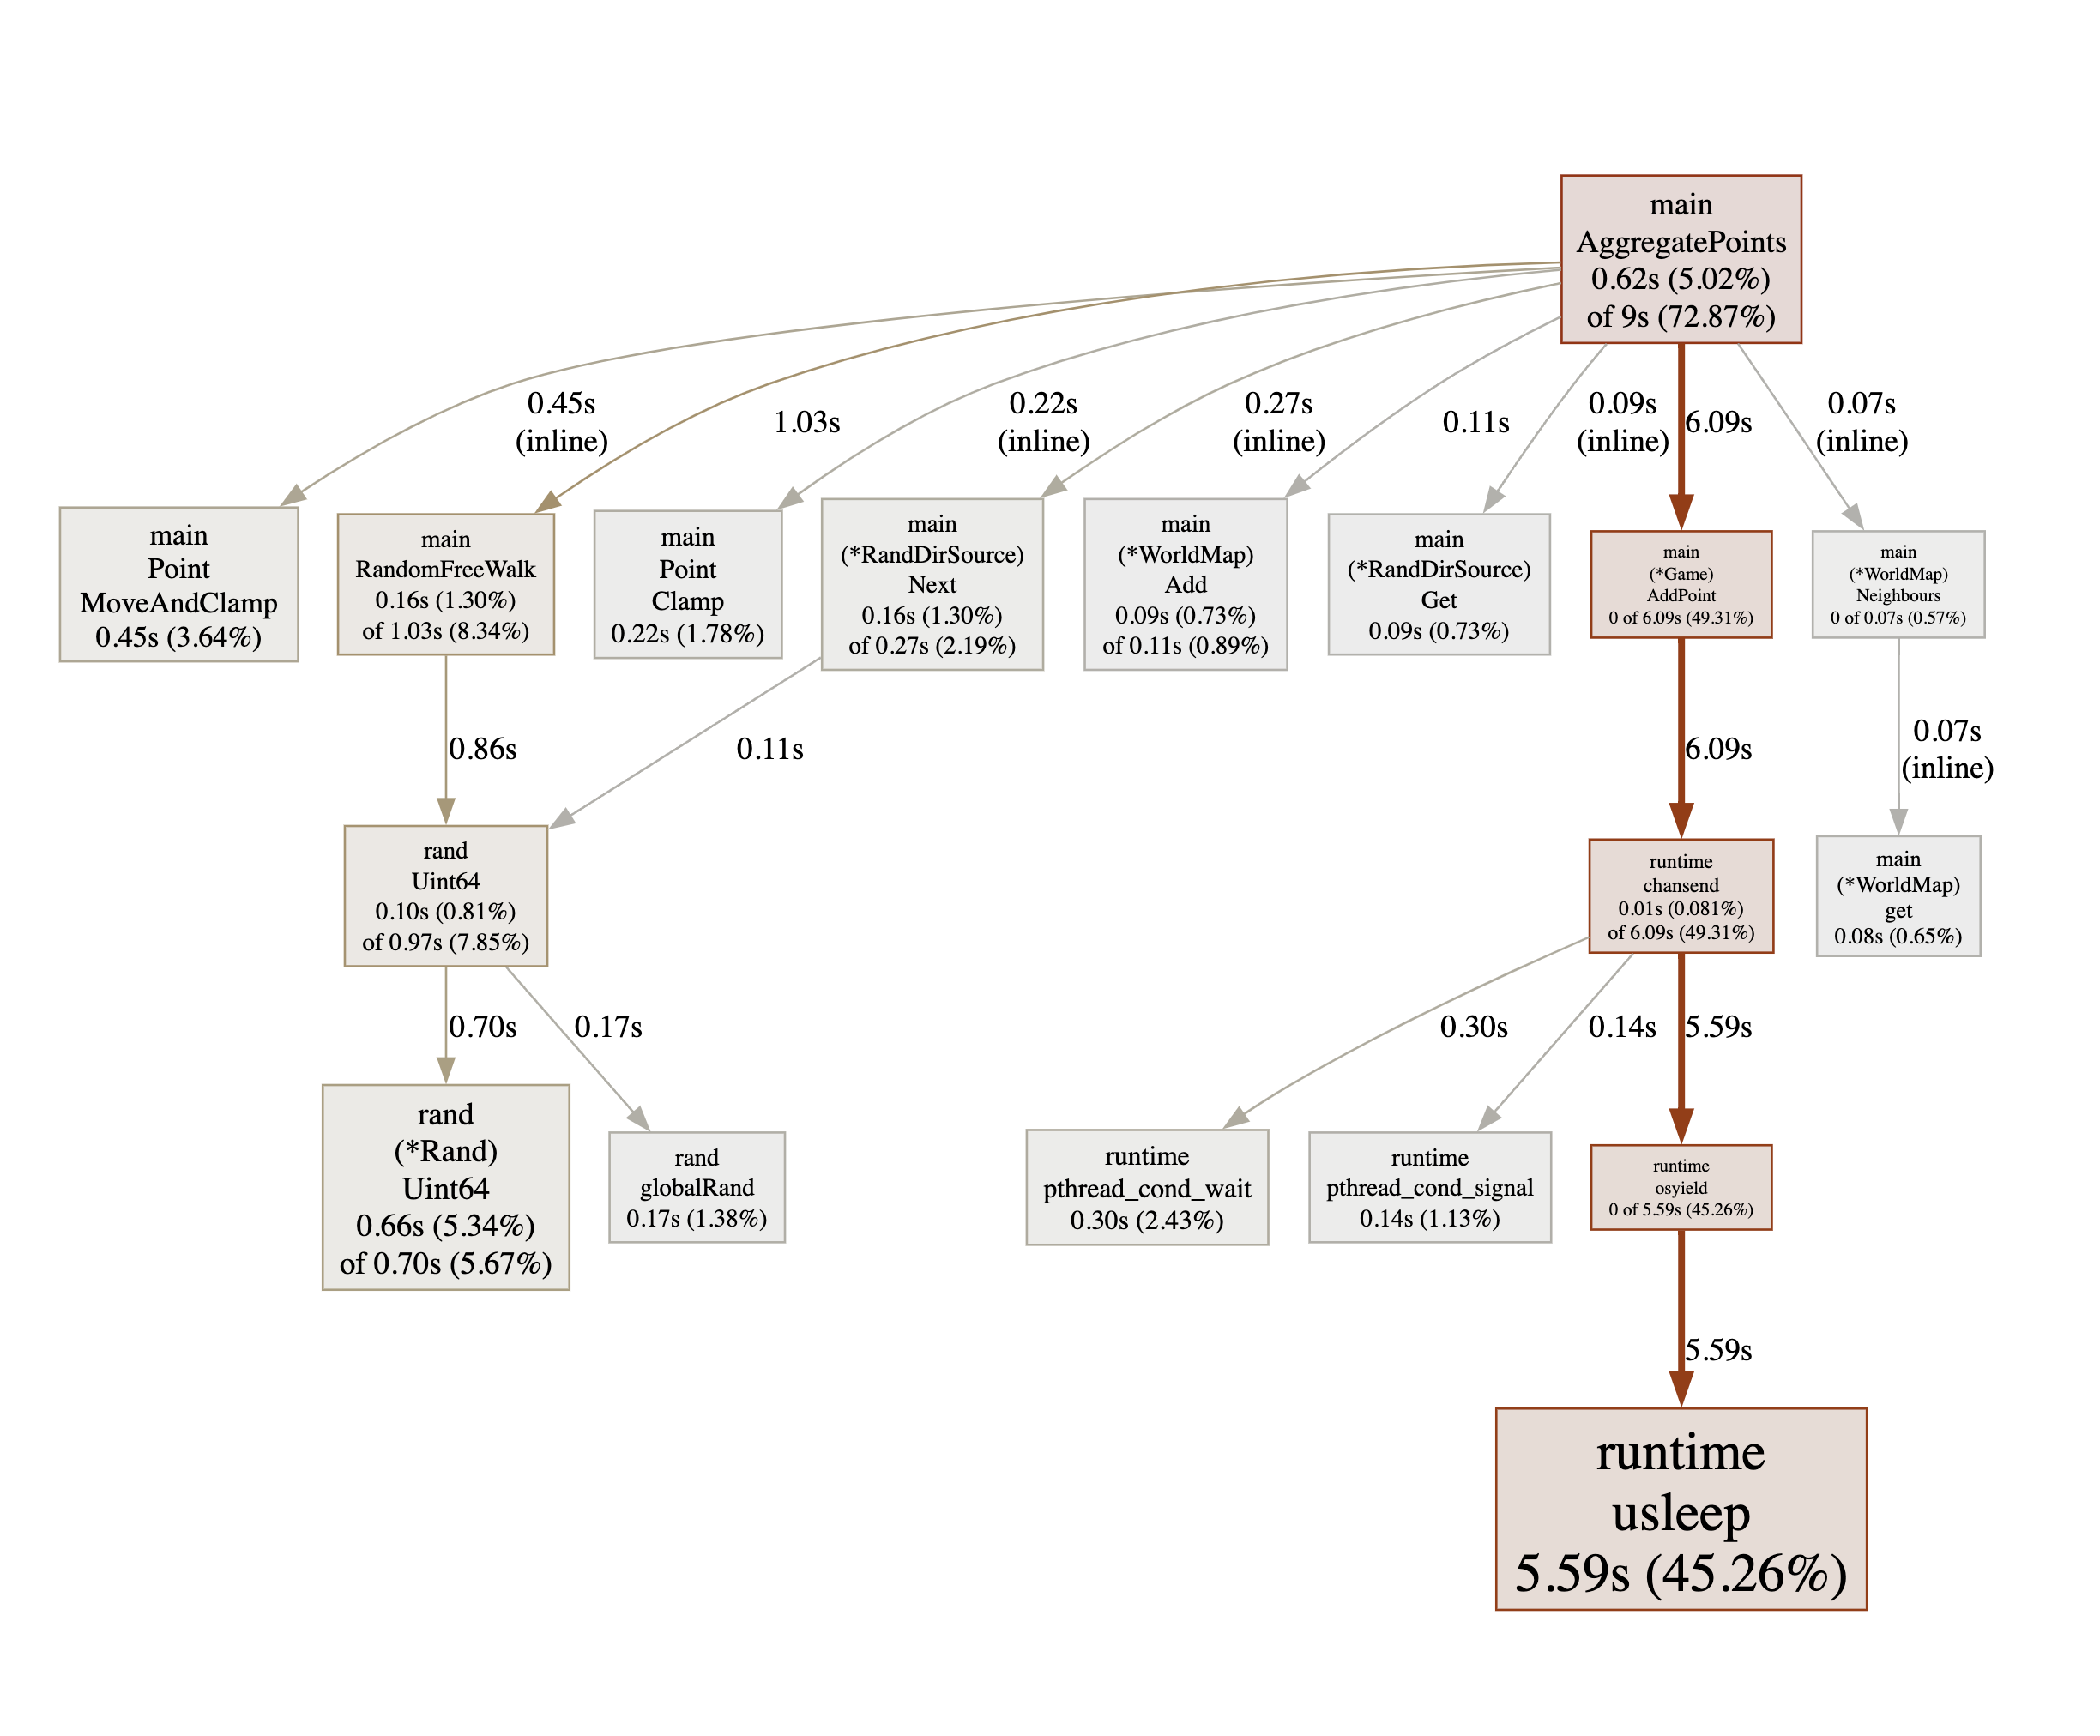 main
AggregatePoints
0.62s (5.02%)
of 9s (72.87%)
0.45s
(inline)
1.03s
0.22s
(inline)
0.27s
(inline)
0.11s
0.09s
(inline)
6.09s
0.07s
(inline)
main
Point
MoveAndClamp
0.45s (3.64%)
main
RandomFreeWalk
0.16s (1.30%)
of 1.03s (8.34%)
main
Point
Clamp
0.22s (1.78%)
main
(*RandDirSource)
Next
0.16s (1.30%)
of 0.27s (2.19%)
main
(*WorldMap)
Add
0.09s (0.73%)
of 0.11s (0.89%)
main
(*RandDirSource)
Get
0.09s (0.73%)
main
(*Game)
AddPoint
0 of 6.09s (49.31%)
main
(*WorldMap)
Neighbours
0 of 0.07s (0.57%)
0.86s
0.11s
6.09s
0.07s
(inline)
rand
Uint64
0.10s (0.81%)
of 0.97s (7.85%)
runtime
chansend
0.01s (0.081%)
of 6.09s (49.31%)
main
(*WorldMap)
get
0.08s (0.65%)
0.70s
0.17s
0.30s
0.14s
5.59s
rand
(*Rand)
Uint64
0.66s (5.34%)
of 0.70s (5.67%)
rand
globalRand
0.17s (1.38%)
runtime
pthread_cond_wait
0.30s (2.43%)
runtime
pthread_cond_signal
0.14s (1.13%)
runtime
osyield
0 of 5.59s (45.26%)
5.59s
runtime
usleep
5.59s (45.26%)